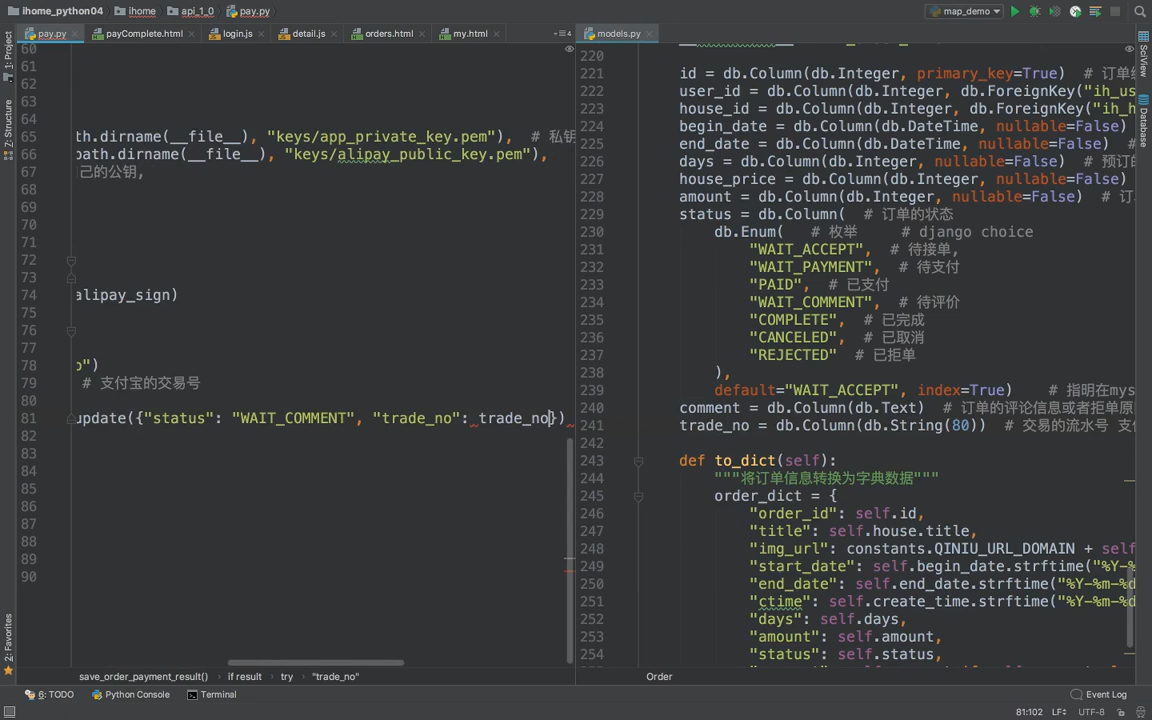 ihome_python04 ihome api_1_0 pay.py map_demo
pay.py payComplete.html login.js detail.js orders.html my.html ≡4 models.py
1: Project
7: Structure
2: Favorites
SciView
Database
60
61
62
63
64
65 th.dirname(__file__), "keys/app_private_key.pem"), # 私钥
66 path.dirname(__file__), "keys/alipay_public_key.pem"),
67 己的公钥,
68
69
70
71
72
73
74 alipay_sign)
75
76
77
78 o")
79 # 支付宝的交易号
80
81 update({"status": "WAIT_COMMENT", "trade_no": trade_no})
82
83
84
85
86
87
88
89
90
save_order_payment_result() if result try "trade_no"
220
221 id = db.Column(db.Integer, primary_key=True) # 订单编
222 user_id = db.Column(db.Integer, db.ForeignKey("ih_us
223 house_id = db.Column(db.Integer, db.ForeignKey("ih_h
224 begin_date = db.Column(db.DateTime, nullable=False)
225 end_date = db.Column(db.DateTime, nullable=False) #
226 days = db.Column(db.Integer, nullable=False) # 预订的
227 house_price = db.Column(db.Integer, nullable=False)
228 amount = db.Column(db.Integer, nullable=False) # 订
229 status = db.Column( # 订单的状态
230 db.Enum( # 枚举 # django choice
231 "WAIT_ACCEPT", # 待接单,
232 "WAIT_PAYMENT", # 待支付
233 "PAID", # 已支付
234 "WAIT_COMMENT", # 待评价
235 "COMPLETE", # 已完成
236 "CANCELED", # 已取消
237 "REJECTED" # 已拒单
238 ),
239 default="WAIT_ACCEPT", index=True) # 指明在mys
240 comment = db.Column(db.Text) # 订单的评论信息或者拒单原
241 trade_no = db.Column(db.String(80)) # 交易的流水号 支付
242
243 def to_dict(self):
244 """将订单信息转换为字典数据"""
245 order_dict = {
246 "order_id": self.id,
247 "title": self.house.title,
248 "img_url": constants.QINIU_URL_DOMAIN + self
249 "start_date": self.begin_date.strftime("%Y-%
250 "end_date": self.end_date.strftime("%Y-%m-%d
251 "ctime": self.create_time.strftime("%Y-%m-%d
252 "days": self.days,
253 "amount": self.amount,
254 "status": self.status,
Order
6: TODO Python Console Terminal Event Log
81:102 LF UTF-8